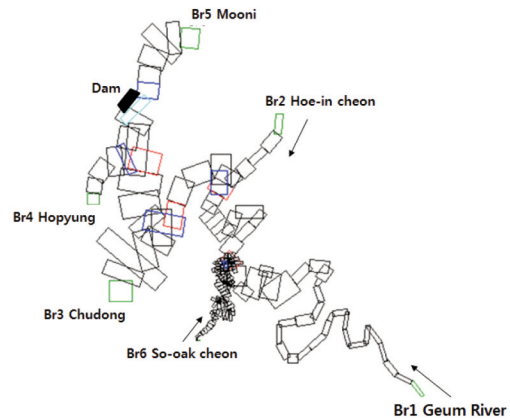 Br5 Mooni
Dam
Br2 Hoe-in cheon
Br4 Hopyung
Br3 Chudong
Br6 So-oak cheon
Br1 Geum River